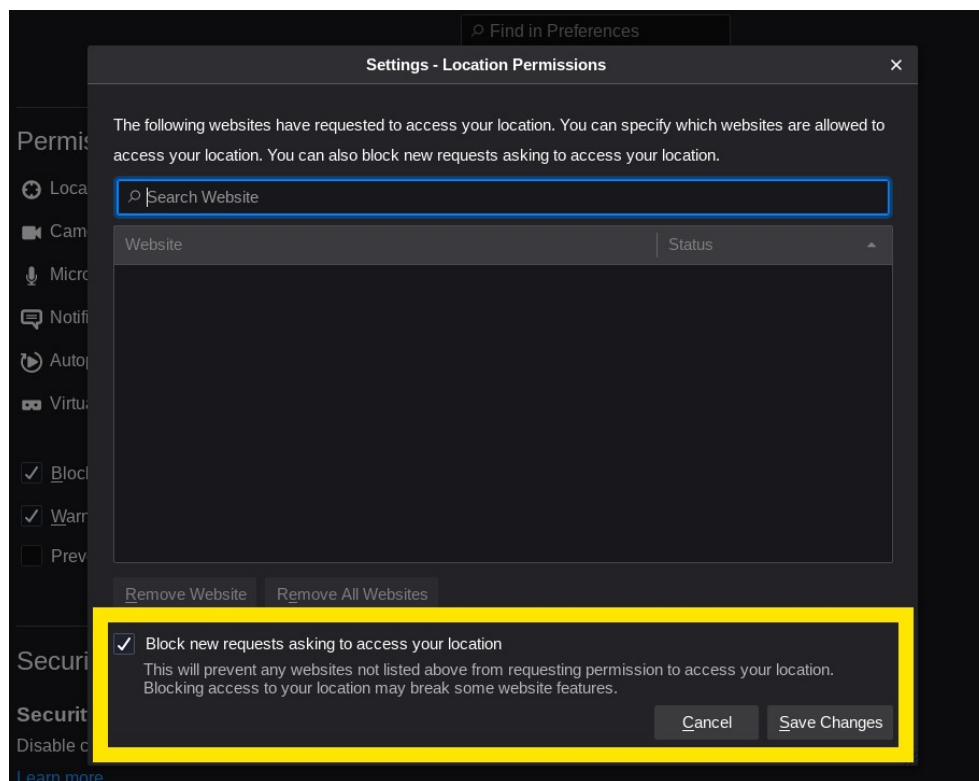 Find in Preferences
Settings - Location Permissions
The following websites have requested to access your location. You can specify which websites are allowed to
access your location. You can also block new requests asking to access your location.
Search Website
Website Status
Remove Website Remove All Websites
Block new requests asking to access your location
This will prevent any websites not listed above from requesting permission to access your location.
Blocking access to your location may break some website features.
Cancel Save Changes
Permis
Loca
Cam
Micro
Notifi
Autop
Virtua
Block
Warn
Prev
Securi
Securit
Disable c
Learn more